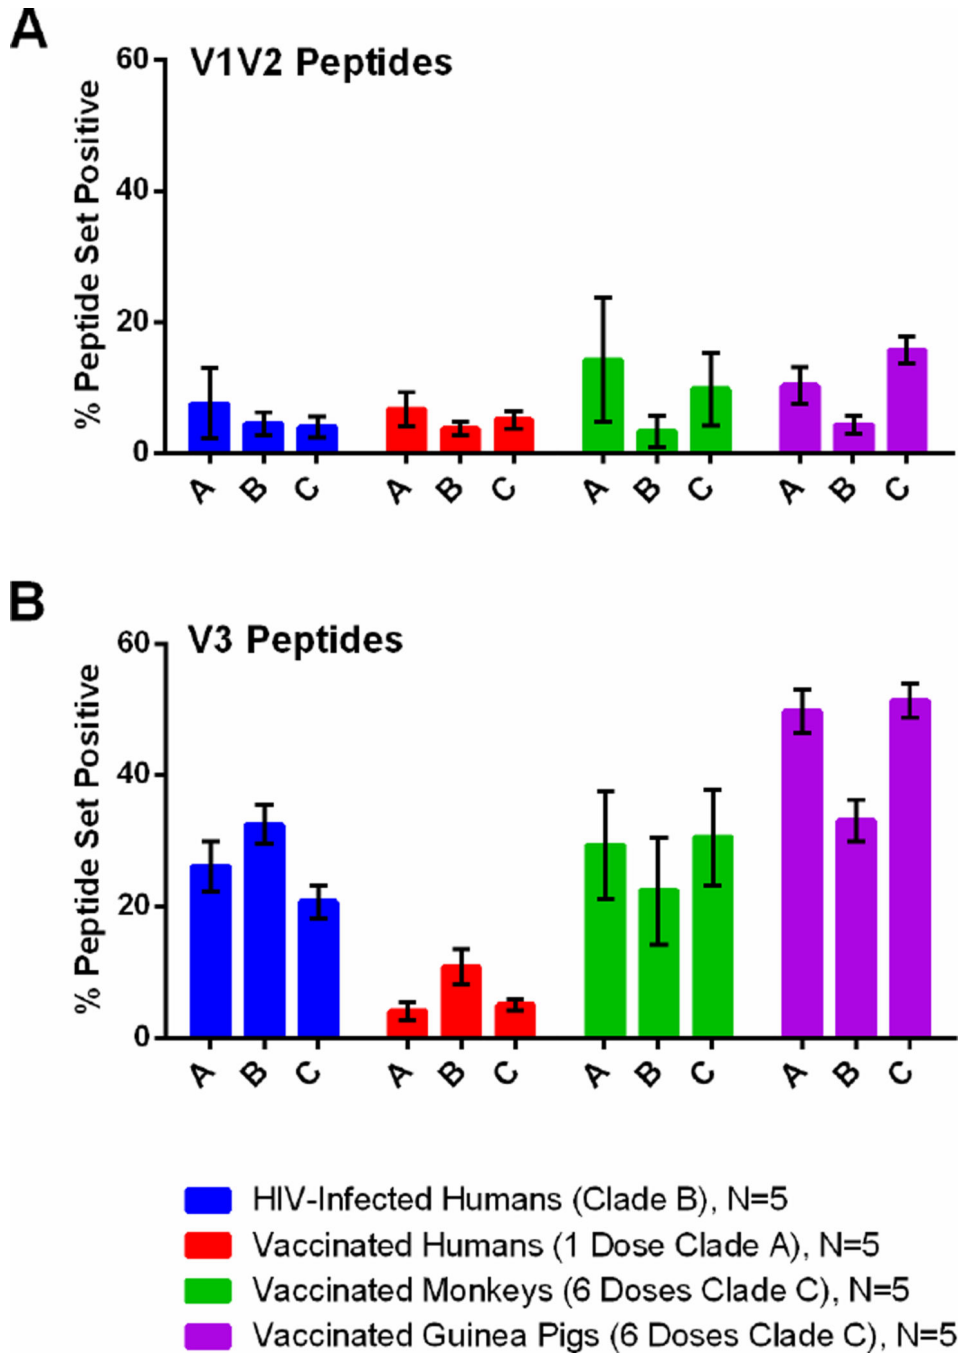 A
V1V2 Peptides
% Peptide Set Positive
60
40
20
0
A B C A B C A B C A B C
B
V3 Peptides
% Peptide Set Positive
60
40
20
0
A B C A B C A B C A B C
HIV-Infected Humans (Clade B), N=5
Vaccinated Humans (1 Dose Clade A), N=5
Vaccinated Monkeys (6 Doses Clade C), N=5
Vaccinated Guinea Pigs (6 Doses Clade C), N=5